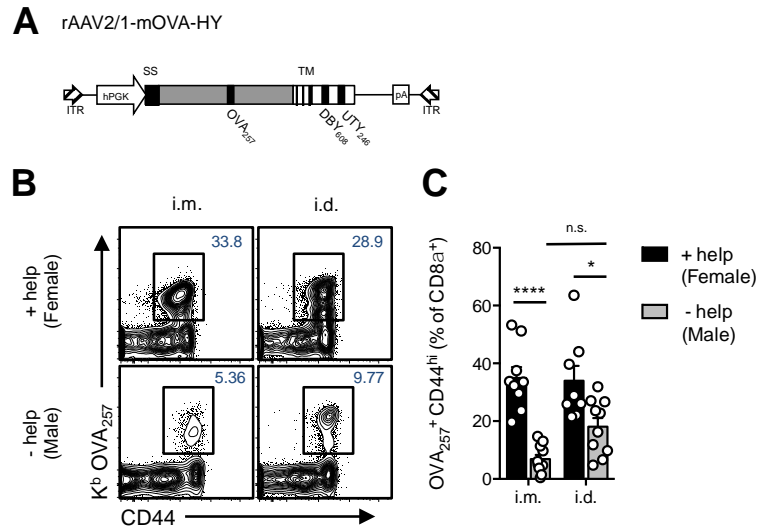 A
rAAV2/1-mOVA-HY
SS
TM
hPGK
pA
ITR
ITR
OVA257
DBY608
UTY246
B
i.m.
i.d.
+ help
(Female)
33.8
28.9
- help
(Male)
5.36
9.77
Kb OVA257
CD44
C
OVA257+ CD44hi (% of CD8a+)
80
60
40
20
0
n.s.
****
*
i.m.
i.d.
+ help
(Female)
- help
(Male)